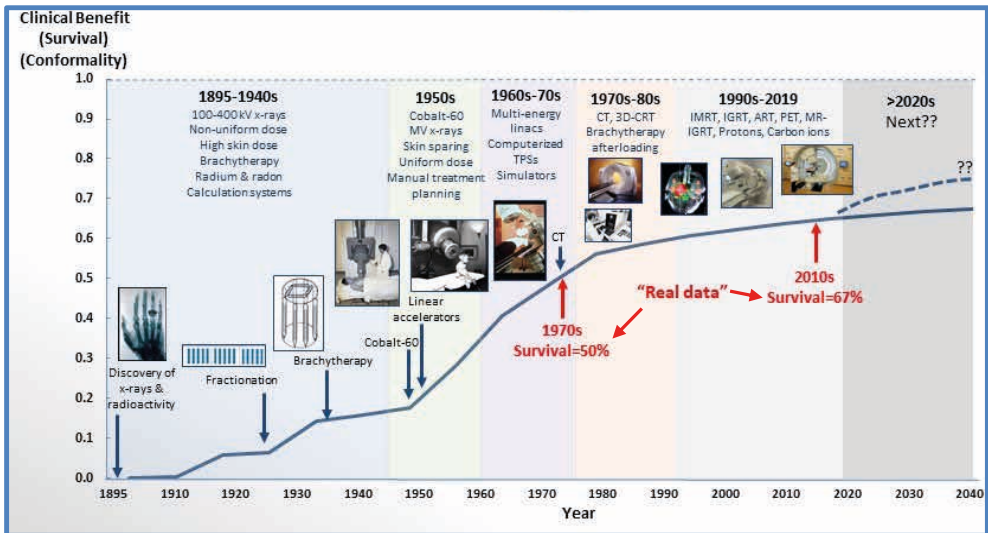 Clinical Benefit
(Survival)
(Conformality)
1.0
0.9
0.8
0.7
0.6
0.5
0.4
0.3
0.2
0.1
0.0
1895-1940s
100-400 kV x-rays
Non-uniform dose
High skin dose
Brachytherapy
Radium & radon
Calculation systems
1950s
Cobalt-60
MV x-rays
Skin sparing
Uniform dose
Manual treatment
planning
1960s-70s
Multi-energy
linacs
Computerized
TPSs
Simulators
1970s-80s
CT, 3D-CRT
Brachytherapy
afterloading
1990s-2019
IMRT, IGRT, ART, PET, MR-
IGRT, Protons, Carbon ions
>2020s
Next??
??
CT
Discovery of
x-rays &
radioactivity
Fractionation
Brachytherapy
Cobalt-60
Linear
accelerators
1970s
Survival=50%
"Real data"
2010s
Survival=67%
1895 1910 1920 1930 1940 1950 1960 1970 1980 1990 2000 2010 2020 2030 2040
Year